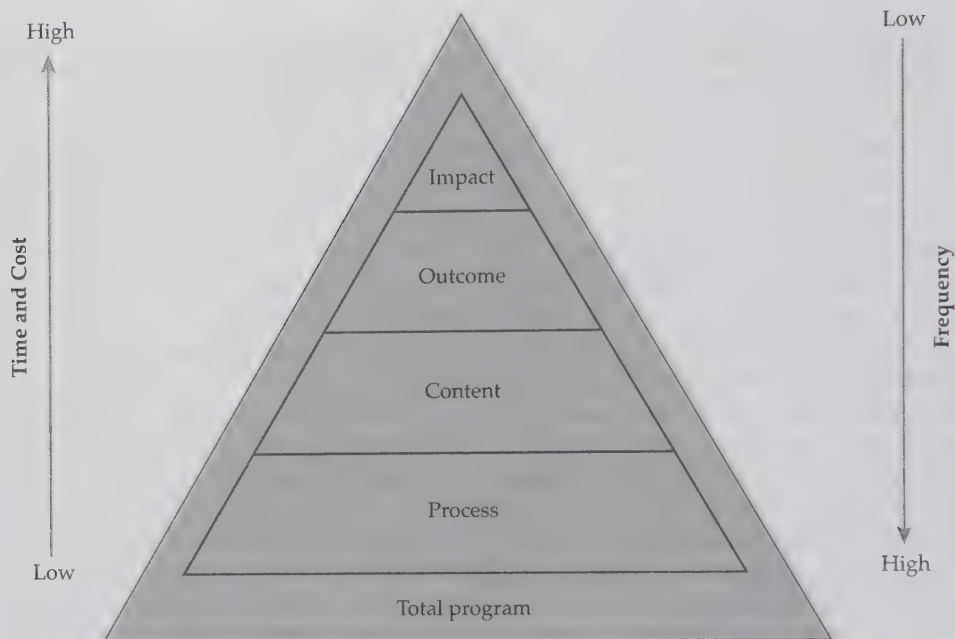 High
Low
Impact
Outcome
Time and Cost
Frequency
Content
Process
Low
High
Total program